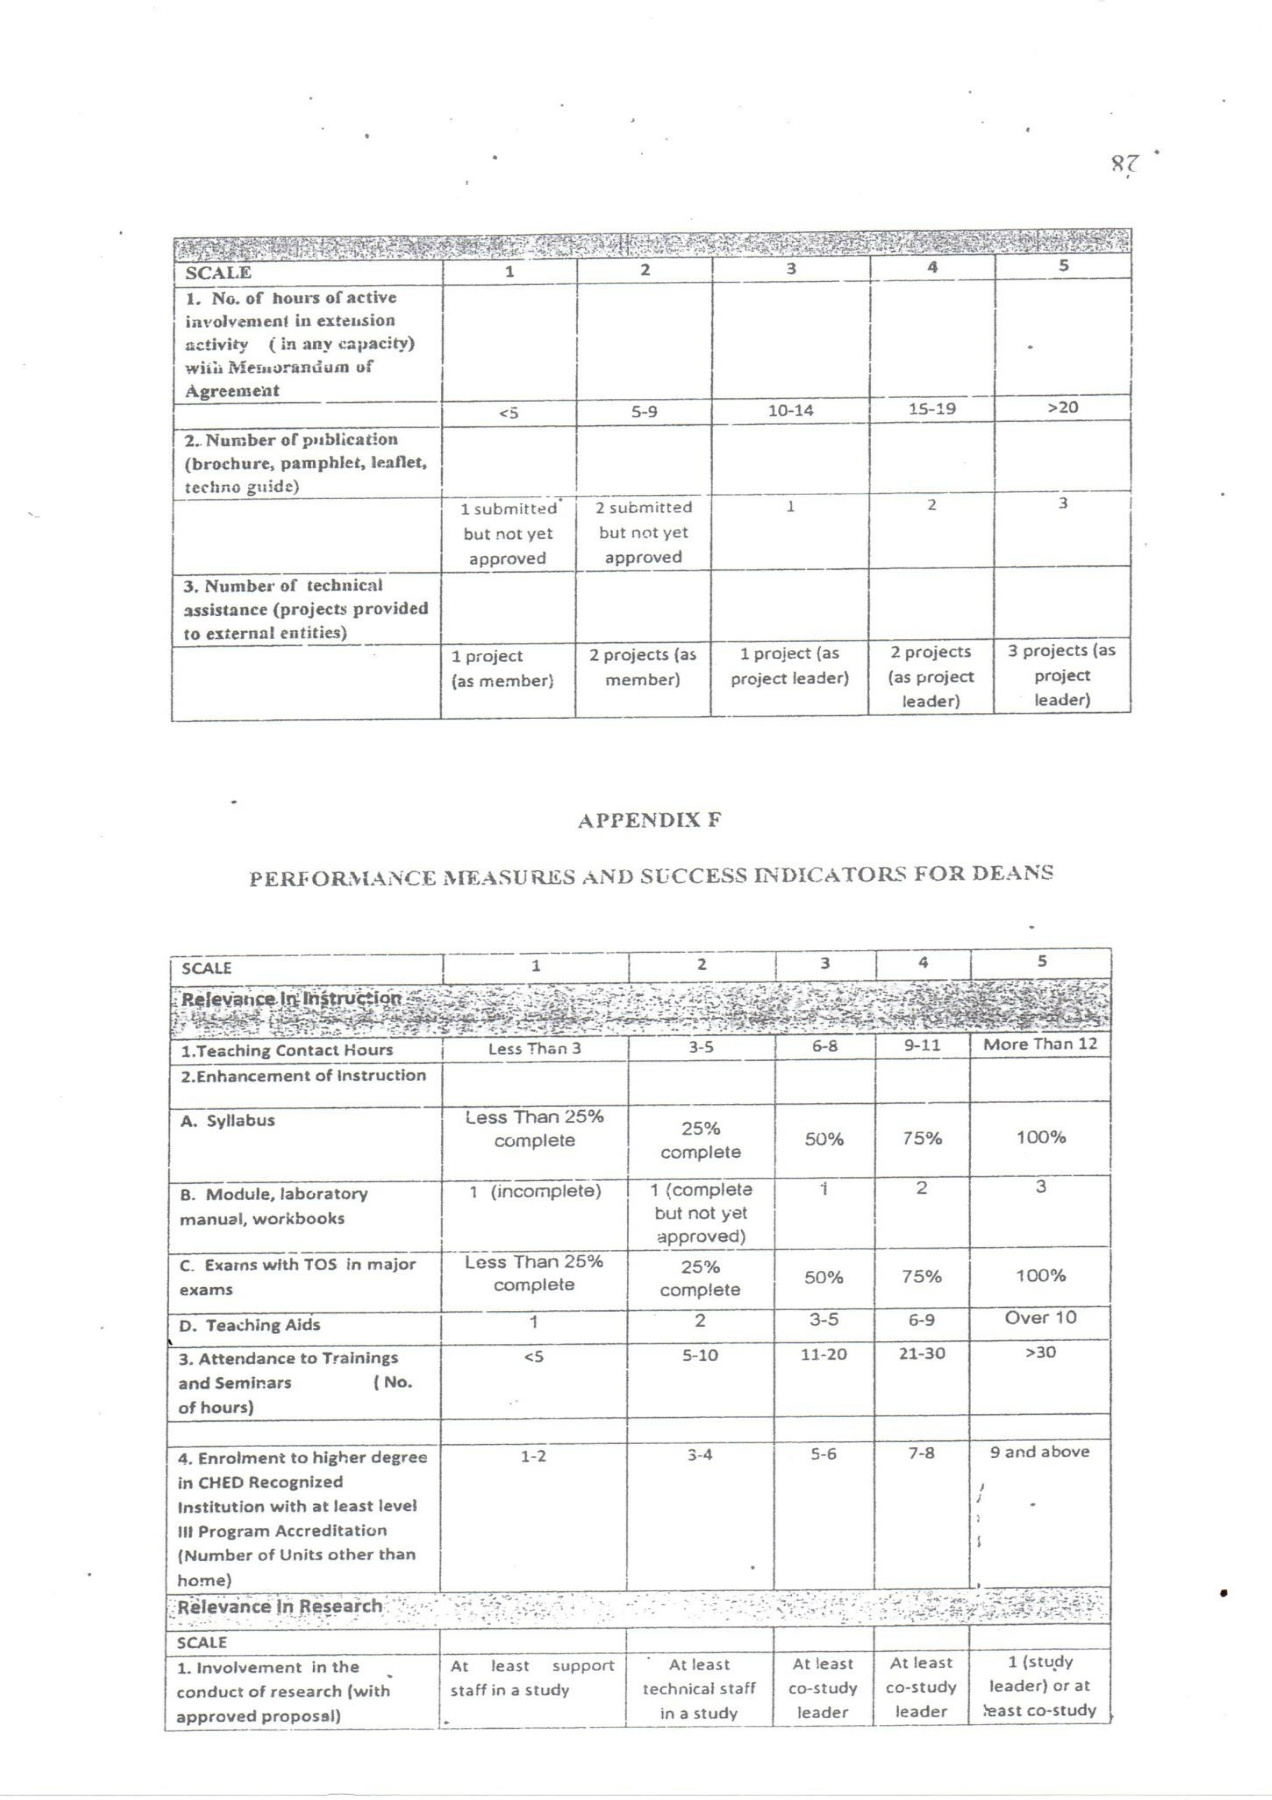 28
SCALE 1 2 3 4 5
1. No. of hours of active
involvement in extension
activity ( in any capacity)
with Memorandum of
Agreement
<5 5-9 10-14 15-19 >20
2. Number of publication
(brochure, pamphlet, leaflet,
techno guide)
1 submitted 2 submitted 1 2 3
but not yet but not yet
approved approved
3. Number of technical
assistance (projects provided
to external entities)
1 project 2 projects (as 1 project (as 2 projects 3 projects (as
(as member) member) project leader) (as project project
leader) leader)
APPENDIX F
PERFORMANCE MEASURES AND SUCCESS INDICATORS FOR DEANS
SCALE 1 2 3 4 5
Relevance In Instruction
1.Teaching Contact Hours Less Than 3 3-5 6-8 9-11 More Than 12
2.Enhancement of Instruction
A. Syllabus Less Than 25% 25% 50% 75% 100%
complete complete
B. Module, laboratory 1 (incomplete) 1 (complete 1 2 3
manual, workbooks but not yet
approved)
C. Exams with TOS in major Less Than 25% 25% 50% 75% 100%
exams complete complete
D. Teaching Aids 1 2 3-5 6-9 Over 10
3. Attendance to Trainings <5 5-10 11-20 21-30 >30
and Seminars ( No.
of hours)
4. Enrolment to higher degree 1-2 3-4 5-6 7-8 9 and above
in CHED Recognized
Institution with at least level
III Program Accreditation
(Number of Units other than
home)
Relevance In Research
SCALE
1. Involvement in the At least support At least At least At least 1 (study
conduct of research (with staff in a study technical staff co-study co-study leader) or at
approved proposal) in a study leader leader least co-study